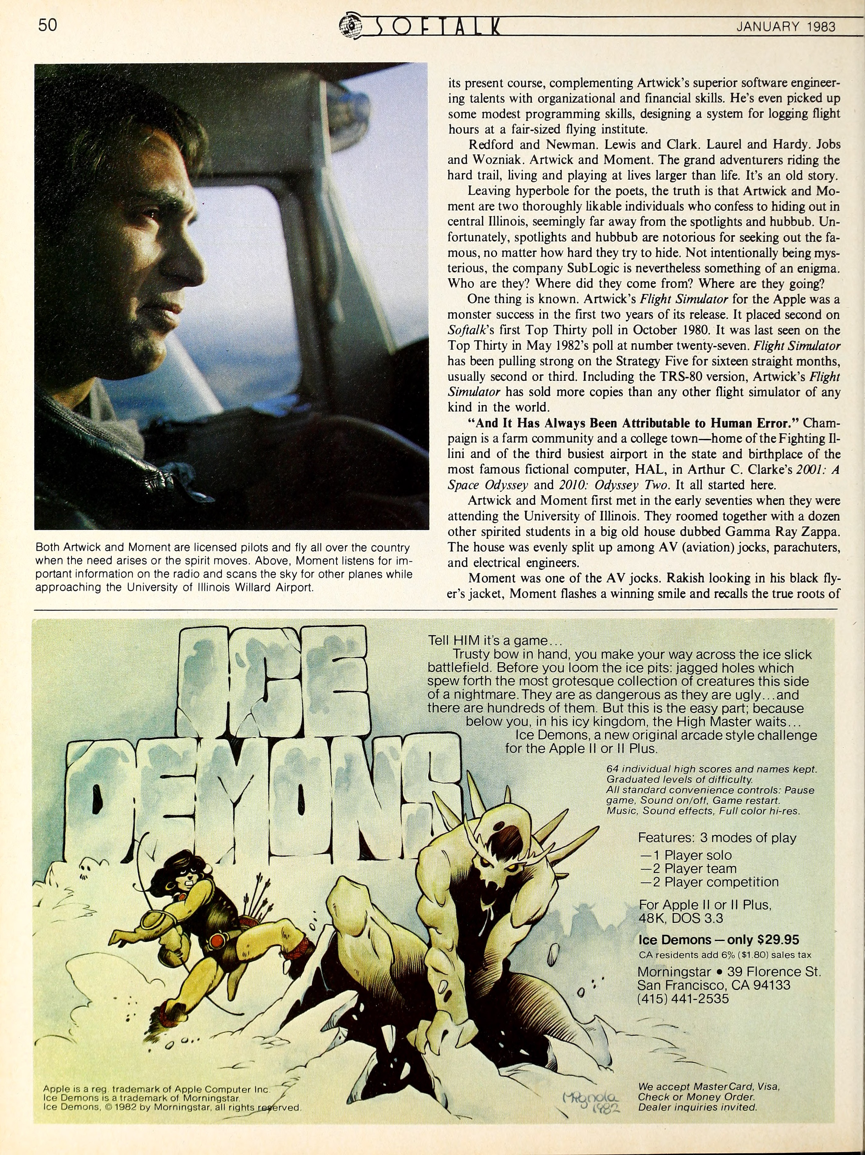 50
SOFTALK
JANUARY 1983
its present course, complementing Artwick's superior software engineer-
ing talents with organizational and financial skills. He's even picked up
some modest programming skills, designing a system for logging flight
hours at a fair-sized flying institute.
Redford and Newman. Lewis and Clark. Laurel and Hardy. Jobs
and Wozniak. Artwick and Moment. The grand adventurers riding the
hard trail, living and playing at lives larger than life. It's an old story.
Leaving hyperbole for the poets, the truth is that Artwick and Mo-
ment are two thoroughly likable individuals who confess to hiding out in
central Illinois, seemingly far away from the spotlights and hubbub. Un-
fortunately, spotlights and hubbub are notorious for seeking out the fa-
mous, no matter how hard they try to hide. Not intentionally being mys-
terious, the company SubLogic is nevertheless something of an enigma.
Who are they? Where did they come from? Where are they going?
One thing is known. Artwick's Flight Simulator for the Apple was a
monster success in the first two years of its release. It placed second on
Softalk's first Top Thirty poll in October 1980. It was last seen on the
Top Thirty in May 1982's poll at number twenty-seven. Flight Simulator
has been pulling strong on the Strategy Five for sixteen straight months,
usually second or third. Including the TRS-80 version, Artwick's Flight
Simulator has sold more copies than any other flight simulator of any
kind in the world.
"And It Has Always Been Attributable to Human Error." Cham-
paign is a farm community and a college town—home of the Fighting Il-
lini and of the third busiest airport in the state and birthplace of the
most famous fictional computer, HAL, in Arthur C. Clarke's 2001: A
Space Odyssey and 2010: Odyssey Two. It all started here.
Artwick and Moment first met in the early seventies when they were
attending the University of Illinois. They roomed together with a dozen
other spirited students in a big old house dubbed Gamma Ray Zappa.
The house was evenly split up among AV (aviation) jocks, parachuters,
and electrical engineers.
Moment was one of the AV jocks. Rakish looking in his black fly-
er's jacket, Moment flashes a winning smile and recalls the true roots of
Both Artwick and Moment are licensed pilots and fly all over the country
when the need arises or the spirit moves. Above, Moment listens for im-
portant information on the radio and scans the sky for other planes while
approaching the University of Illinois Willard Airport.
ICE
DEMONS
Tell HIM it's a game...
Trusty bow in hand, you make your way across the ice slick
battlefield. Before you loom the ice pits: jagged holes which
spew forth the most grotesque collection of creatures this side
of a nightmare. They are as dangerous as they are ugly...and
there are hundreds of them. But this is the easy part; because
below you, in his icy kingdom, the High Master waits...
Ice Demons, a new original arcade style challenge
for the Apple II or II Plus.
64 individual high scores and names kept.
Graduated levels of difficulty.
All standard convenience controls: Pause
game, Sound on/off, Game restart.
Music, Sound effects, Full color hi-res.
Features: 3 modes of play
—1 Player solo
—2 Player team
—2 Player competition
For Apple II or II Plus,
48K, DOS 3.3
Ice Demons—only $29.95
CA residents add 6% ($1.80) sales tax
Morningstar • 39 Florence St.
San Francisco, CA 94133
(415) 441-2535
We accept MasterCard, Visa,
Check or Money Order.
Dealer inquiries invited.
Apple is a reg. trademark of Apple Computer Inc.
Ice Demons is a trademark of Morningstar.
Ice Demons, © 1982 by Morningstar, all rights reserved.
Mignola
1982